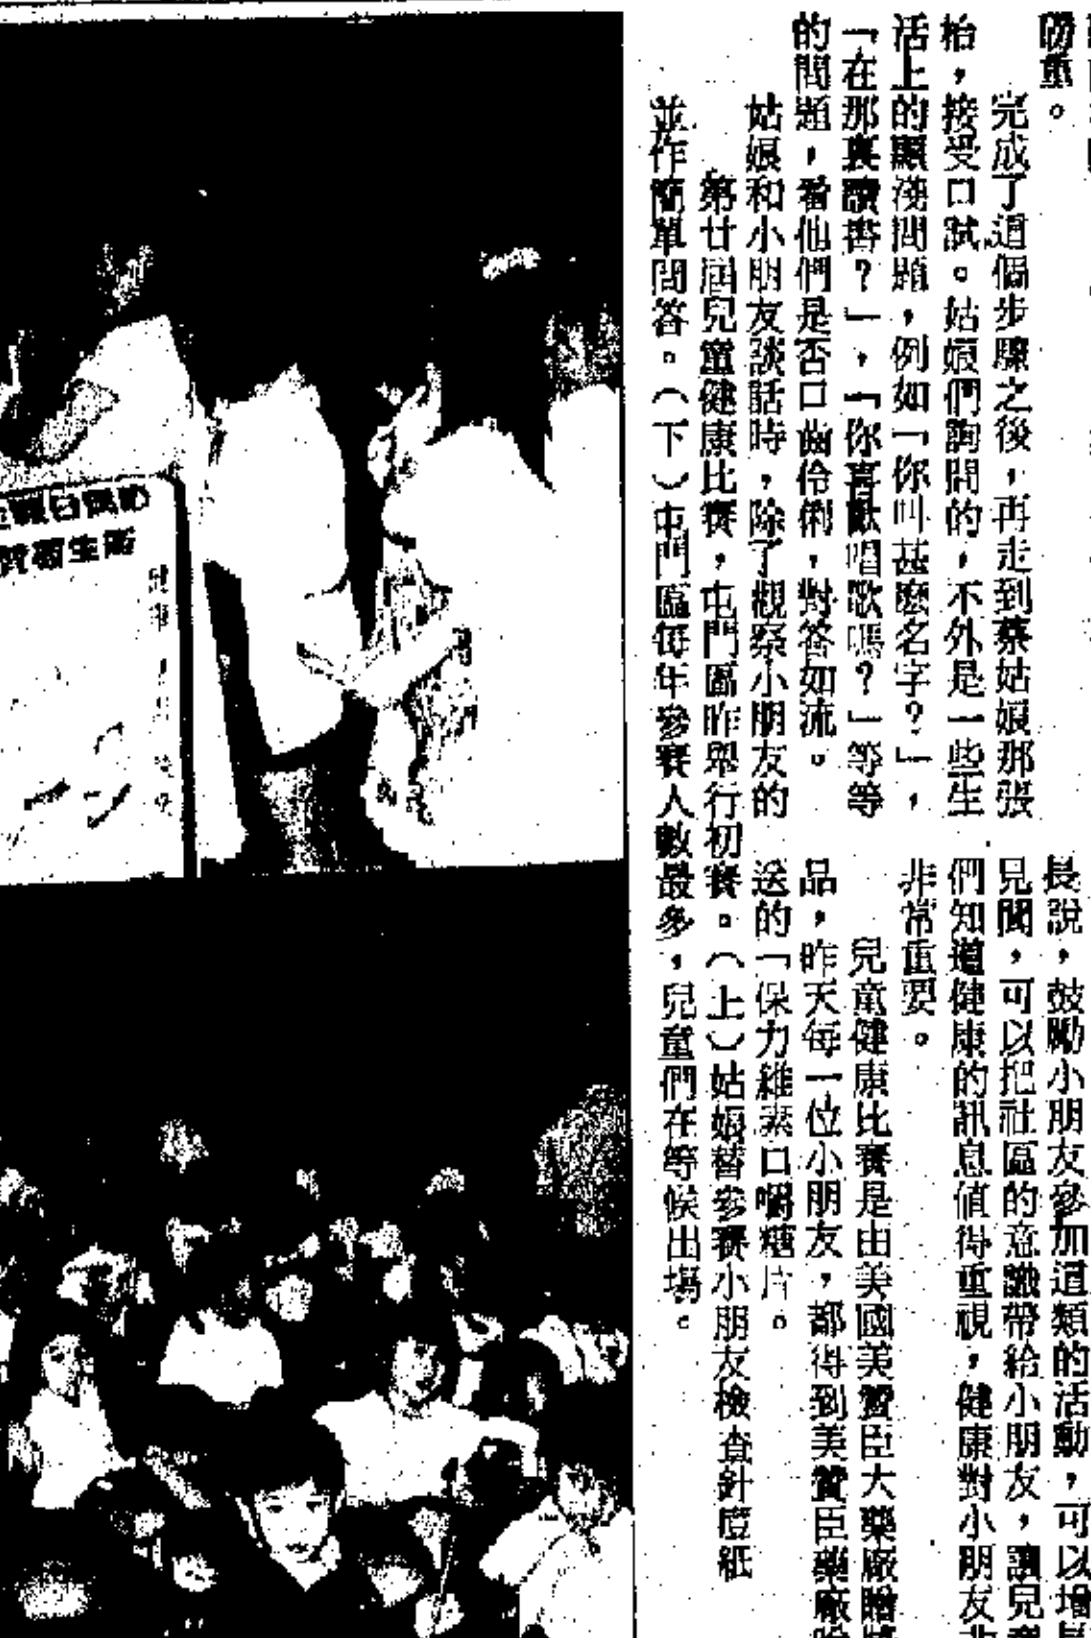 磅重。
完成了這個步驟之後，再走到蔡姑娘那張
枱，接受口試。姑娘們詢問的，不外是一些生
活上的顯淺問題，例如「你叫甚麼名字？」，
「在那裏讀書？」，「你喜歡唱歌嗎？」等等
的問題，看他們是否口齒伶俐，對答如流。
姑娘和小朋友談話時，除了觀察小朋友的
長說，鼓勵小朋友參加這類的活動，可以增長
見聞，可以把社區的意識帶給小朋友，讓兒童
們知道健康的訊息值得重視，健康對小朋友非
非常重要。
兒童健康比賽是由美國美贊臣大藥廠贈獎
品，昨天每一位小朋友，都得到美贊臣藥廠
送的「保力維素口嚼糖片。
第廿屆兒童健康比賽，屯門區昨舉行初賽。（上）姑娘替參賽小朋友檢查針痘紙
並作簡單問答。（下）屯門區每年參賽人數最多，兒童們在等候出場。